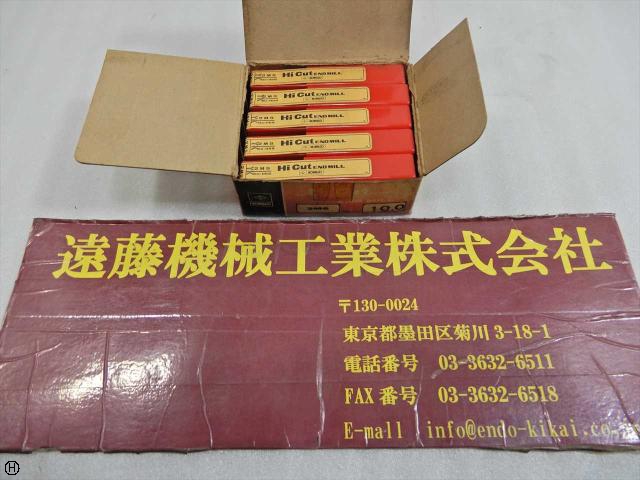 Hi Cut END MILL
Hi Cut END MILL
Hi Cut END MILL
Hi Cut END MILL
Hi Cut END MILL
10.0
遠藤機械工業株式会社
〒130-0024
東京都墨田区菊川3-18-1
電話番号 03-3632-6511
FAX番号 03-3632-6518
E-mall info@endo-kikai.co
H